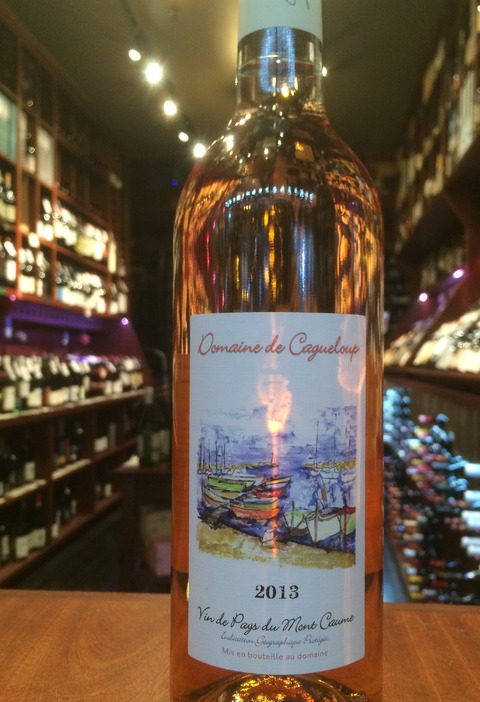 Domaine de Cagueloup
2013
Vin de Pays du Mont Caume
Indication Géographique Protégée
Mis en bouteille au domaine